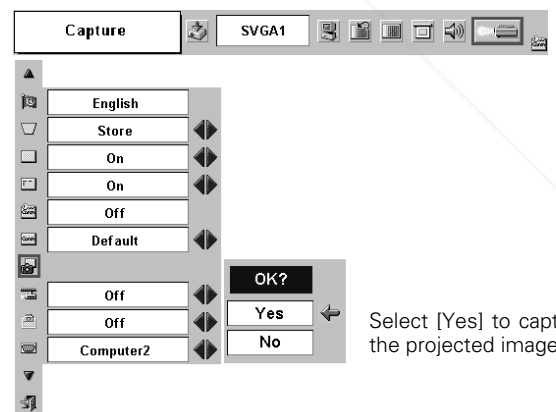 Capture
SVGA1
English
Store
On
On
Off
Default
OK?
Off
Yes
Off
No
Computer2
Select [Yes] to
the projected image